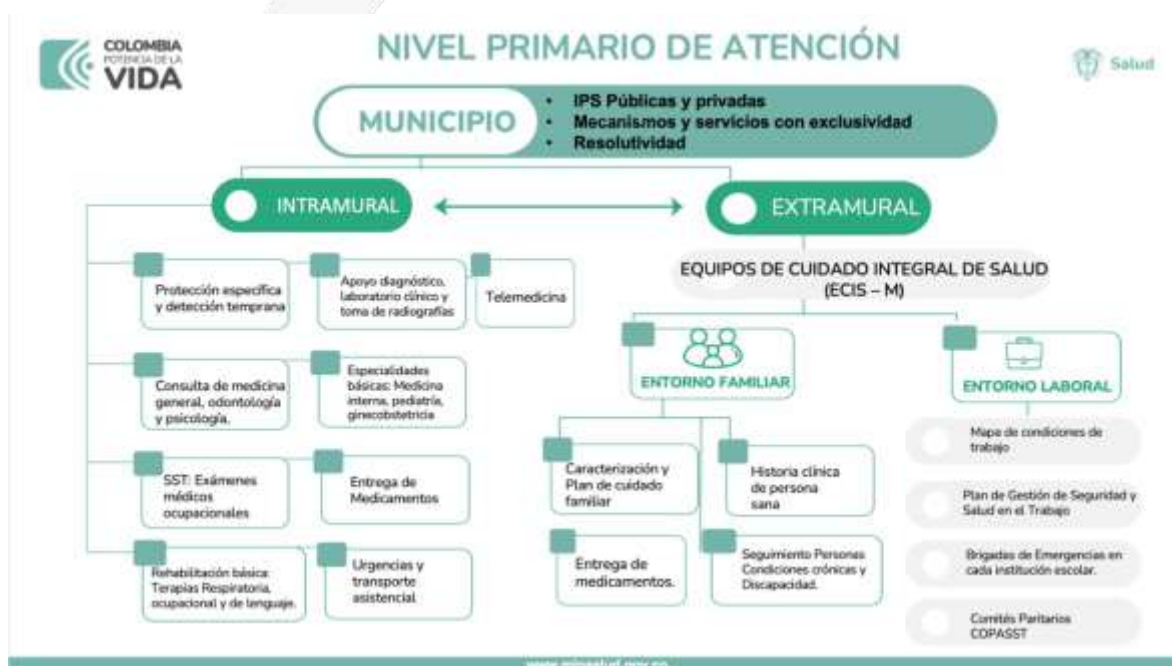 COLOMBIA
POTENCIA DE LA
VIDA
NIVEL PRIMARIO DE ATENCIÓN
Salud
MUNICIPIO
• IPS Públicas y privadas
• Mecanismos y servicios con exclusividad
• Resolutividad
INTRAMURAL
EXTRAMURAL
Protección específica
y detección temprana
Apoyo diagnóstico,
laboratorio clínico y
toma de radiografías
Telemedicina
Consulta de medicina
general, odontología
y psicología.
Especialidades
básicas: Medicina
interna, pediatría,
ginecobstetricia
SST: Exámenes
médicos
ocupacionales
Entrega de
Medicamentos
Rehabilitación básica:
Terapias Respiratoria,
ocupacional y de lenguaje.
Urgencias y
transporte
asistencial
EQUIPOS DE CUIDADO INTEGRAL DE SALUD
(ECIS – M)
ENTORNO FAMILIAR
Caracterización y
Plan de cuidado
familiar
Historia clínica
de persona
sana
Entrega de
medicamentos.
Seguimiento Personas
Condiciones crónicas y
Discapacidad.
ENTORNO LABORAL
Mapa de condiciones de
trabajo
Plan de Gestión de Seguridad y
Salud en el Trabajo
Brigadas de Emergencias en
cada institución escolar.
Comités Paritarios
COPASST
www.minsalud.gov.co